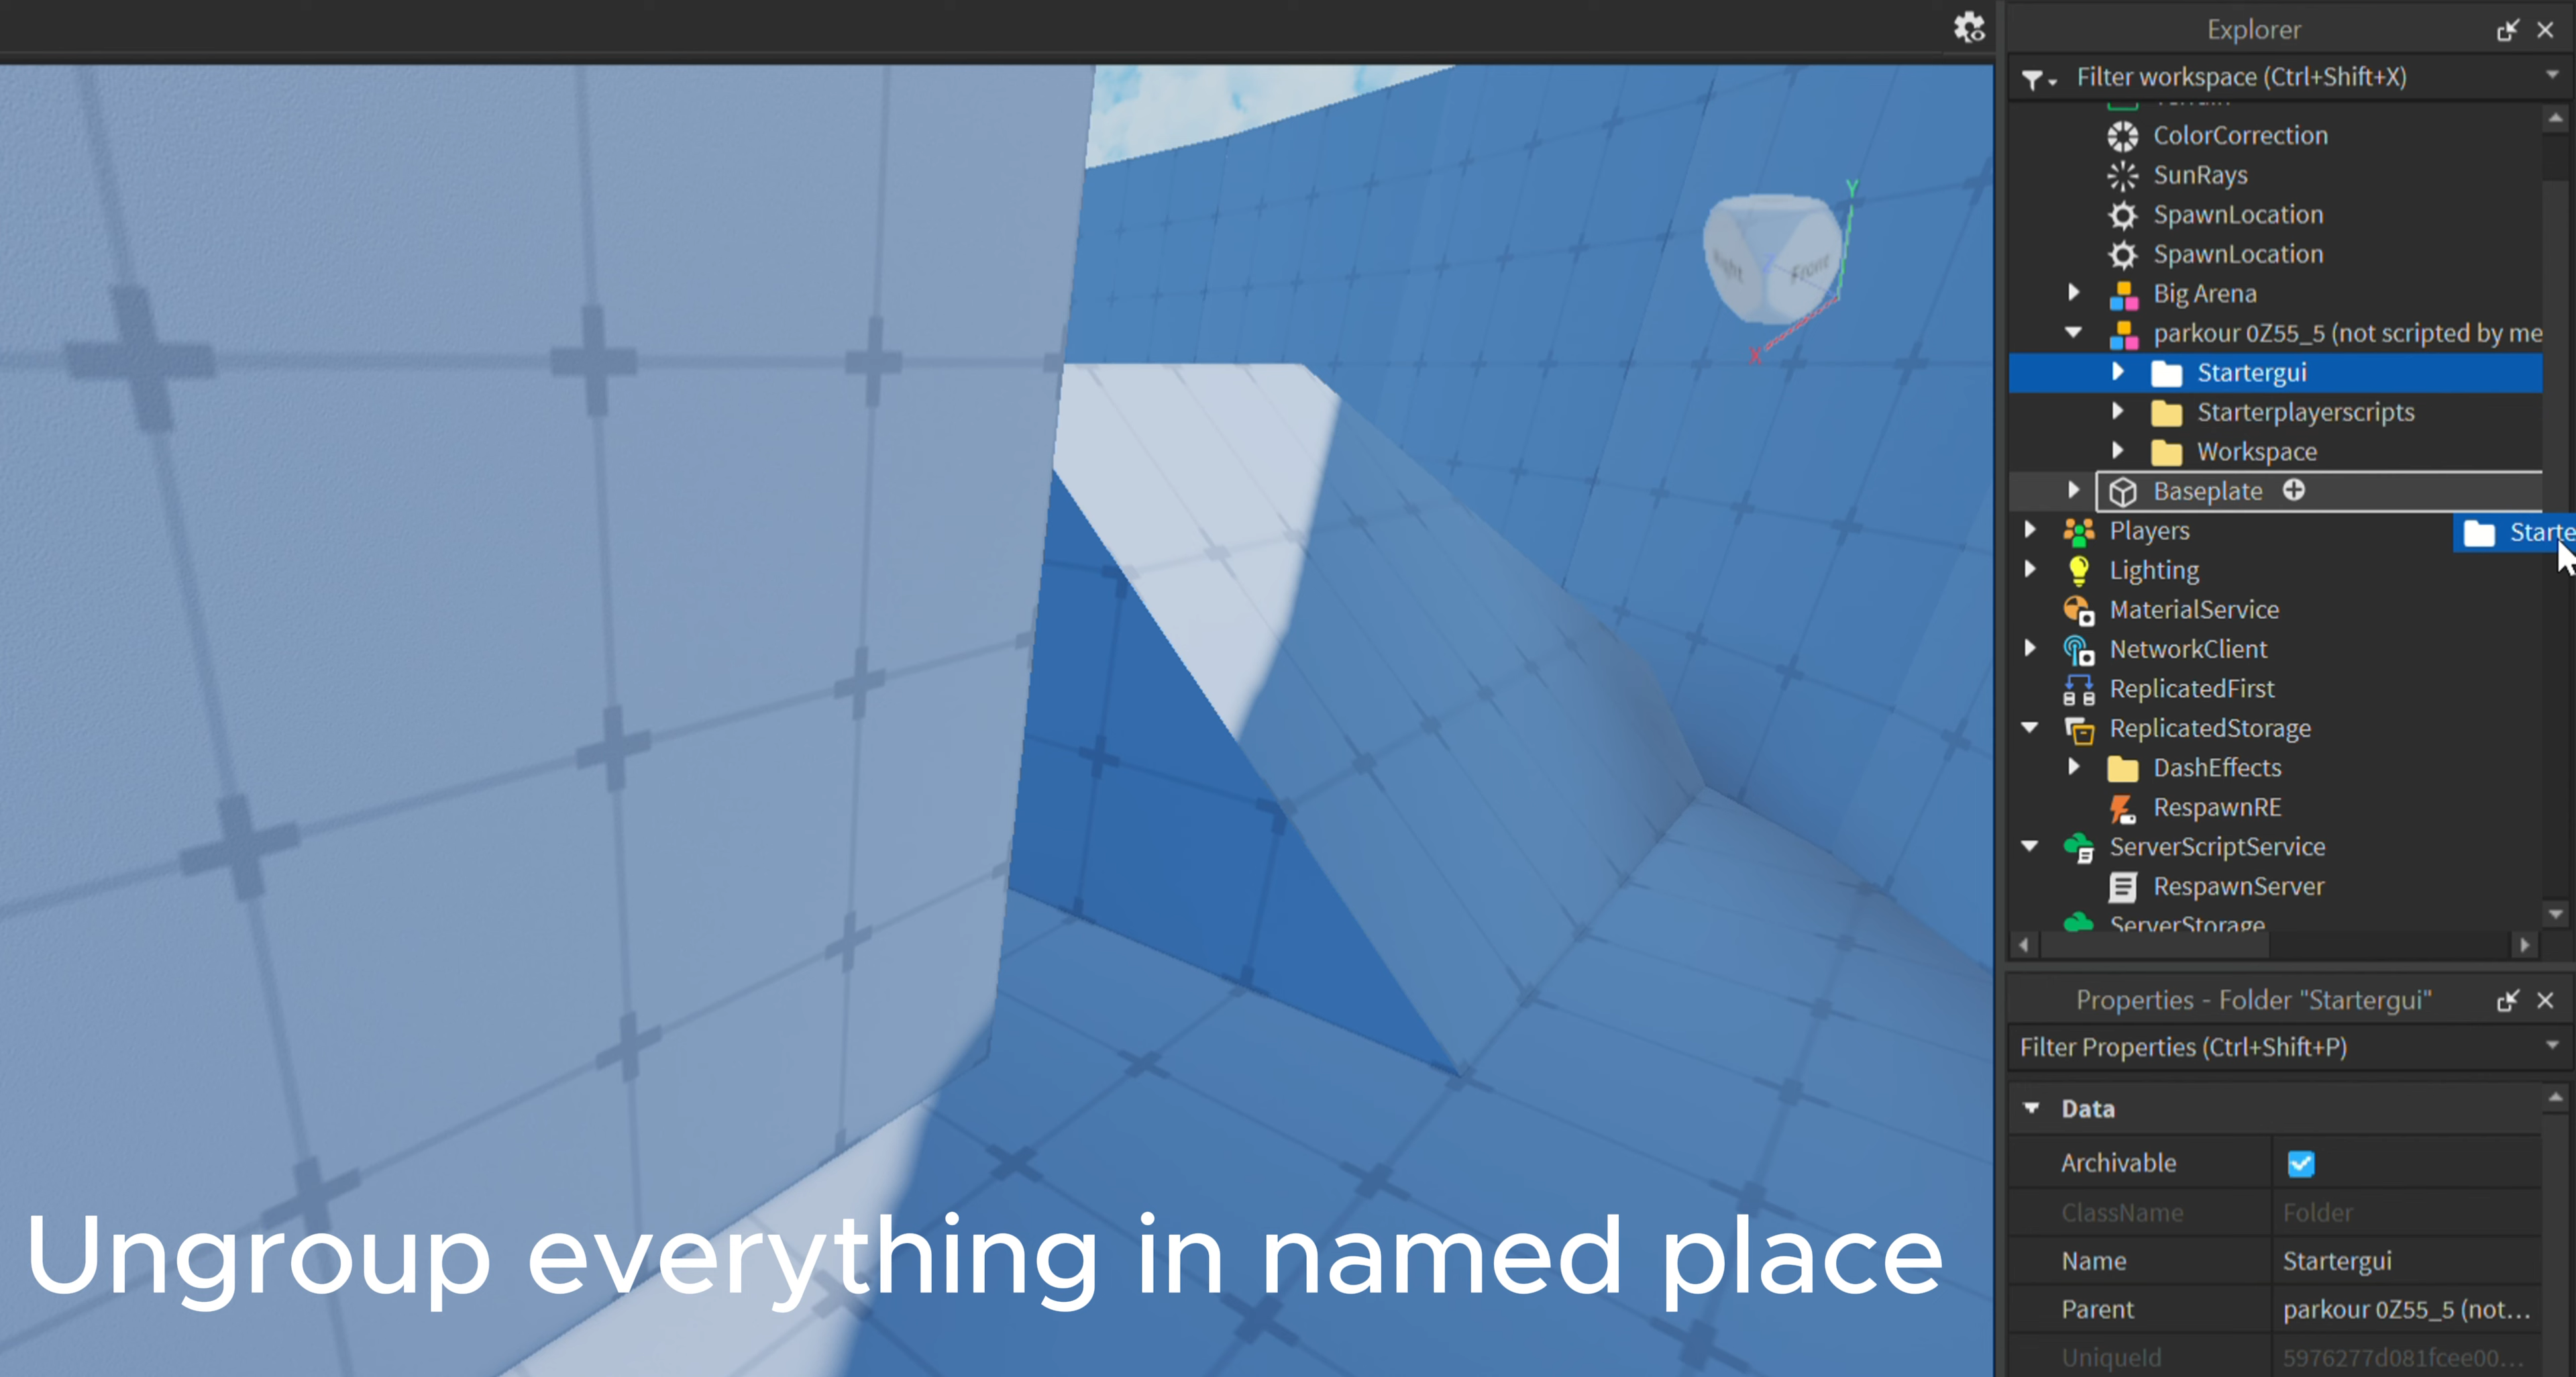 Explorer
Filter workspace (Ctrl+Shift+X)
ColorCorrection
SunRays
SpawnLocation
SpawnLocation
Big Arena
parkour 0Z55_5 (not scripted by me
Startergui
Starterplayerscripts
Workspace
Baseplate
Players
Starte
Lighting
MaterialService
NetworkClient
ReplicatedFirst
ReplicatedStorage
DashEffects
RespawnRE
ServerScriptService
RespawnServer
ServerStorage
Y
Front
X
Properties - Folder "Startergui"
Filter Properties (Ctrl+Shift+P)
Data
Archivable
ClassName Folder
Name Startergui
Parent parkour 0Z55_5 (not...
UniqueId 5976277d081fcee00...
Ungroup everything in named place